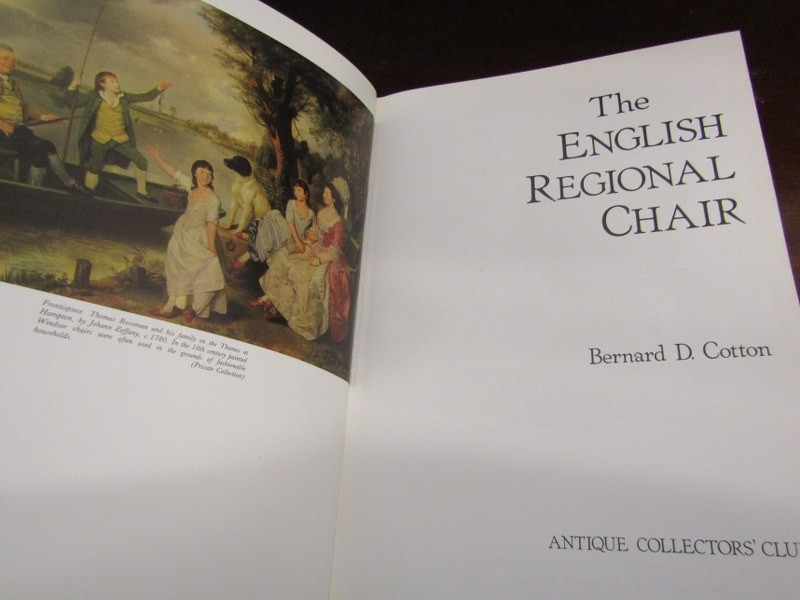 Frontispiece. Thomas Rossman and his family on the Thames at
Hampton, by Johann Zoffany, c.1780. In the 18th century painted
Windsor chairs were often used in the grounds of fashionable
households.
(Private Collection)
The
ENGLISH
REGIONAL
CHAIR
Bernard D. Cotton
ANTIQUE COLLECTORS' CLU